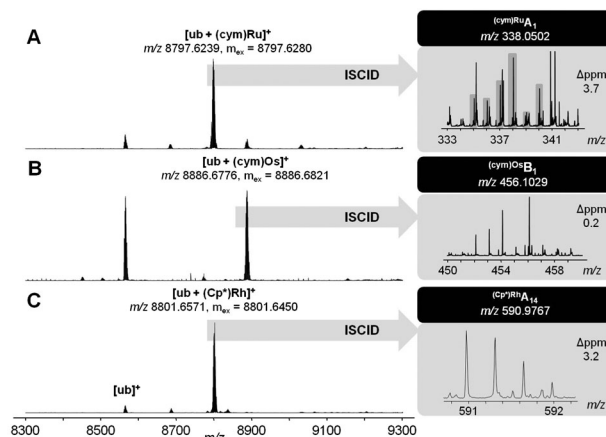 A
[ub + (cym)Ru]+
m/z 8797.6239, mex = 8797.6280
ISCID
(cym)RuA1
m/z 338.0502
Δppm
3.7
333 337 341 m/z
B
[ub + (cym)Os]+
m/z 8886.6776, mex = 8886.6821
ISCID
(cym)OsB1
m/z 456.1029
Δppm
0.2
450 454 458 m/z
C
[ub + (Cp*)Rh]+
m/z 8801.6571, mex = 8801.6450
ISCID
[ub]+
(Cp*)RhA14
m/z 590.9767
Δppm
3.2
591 592 m/z
8300 8500 8700 8900 9100 9300
m/z